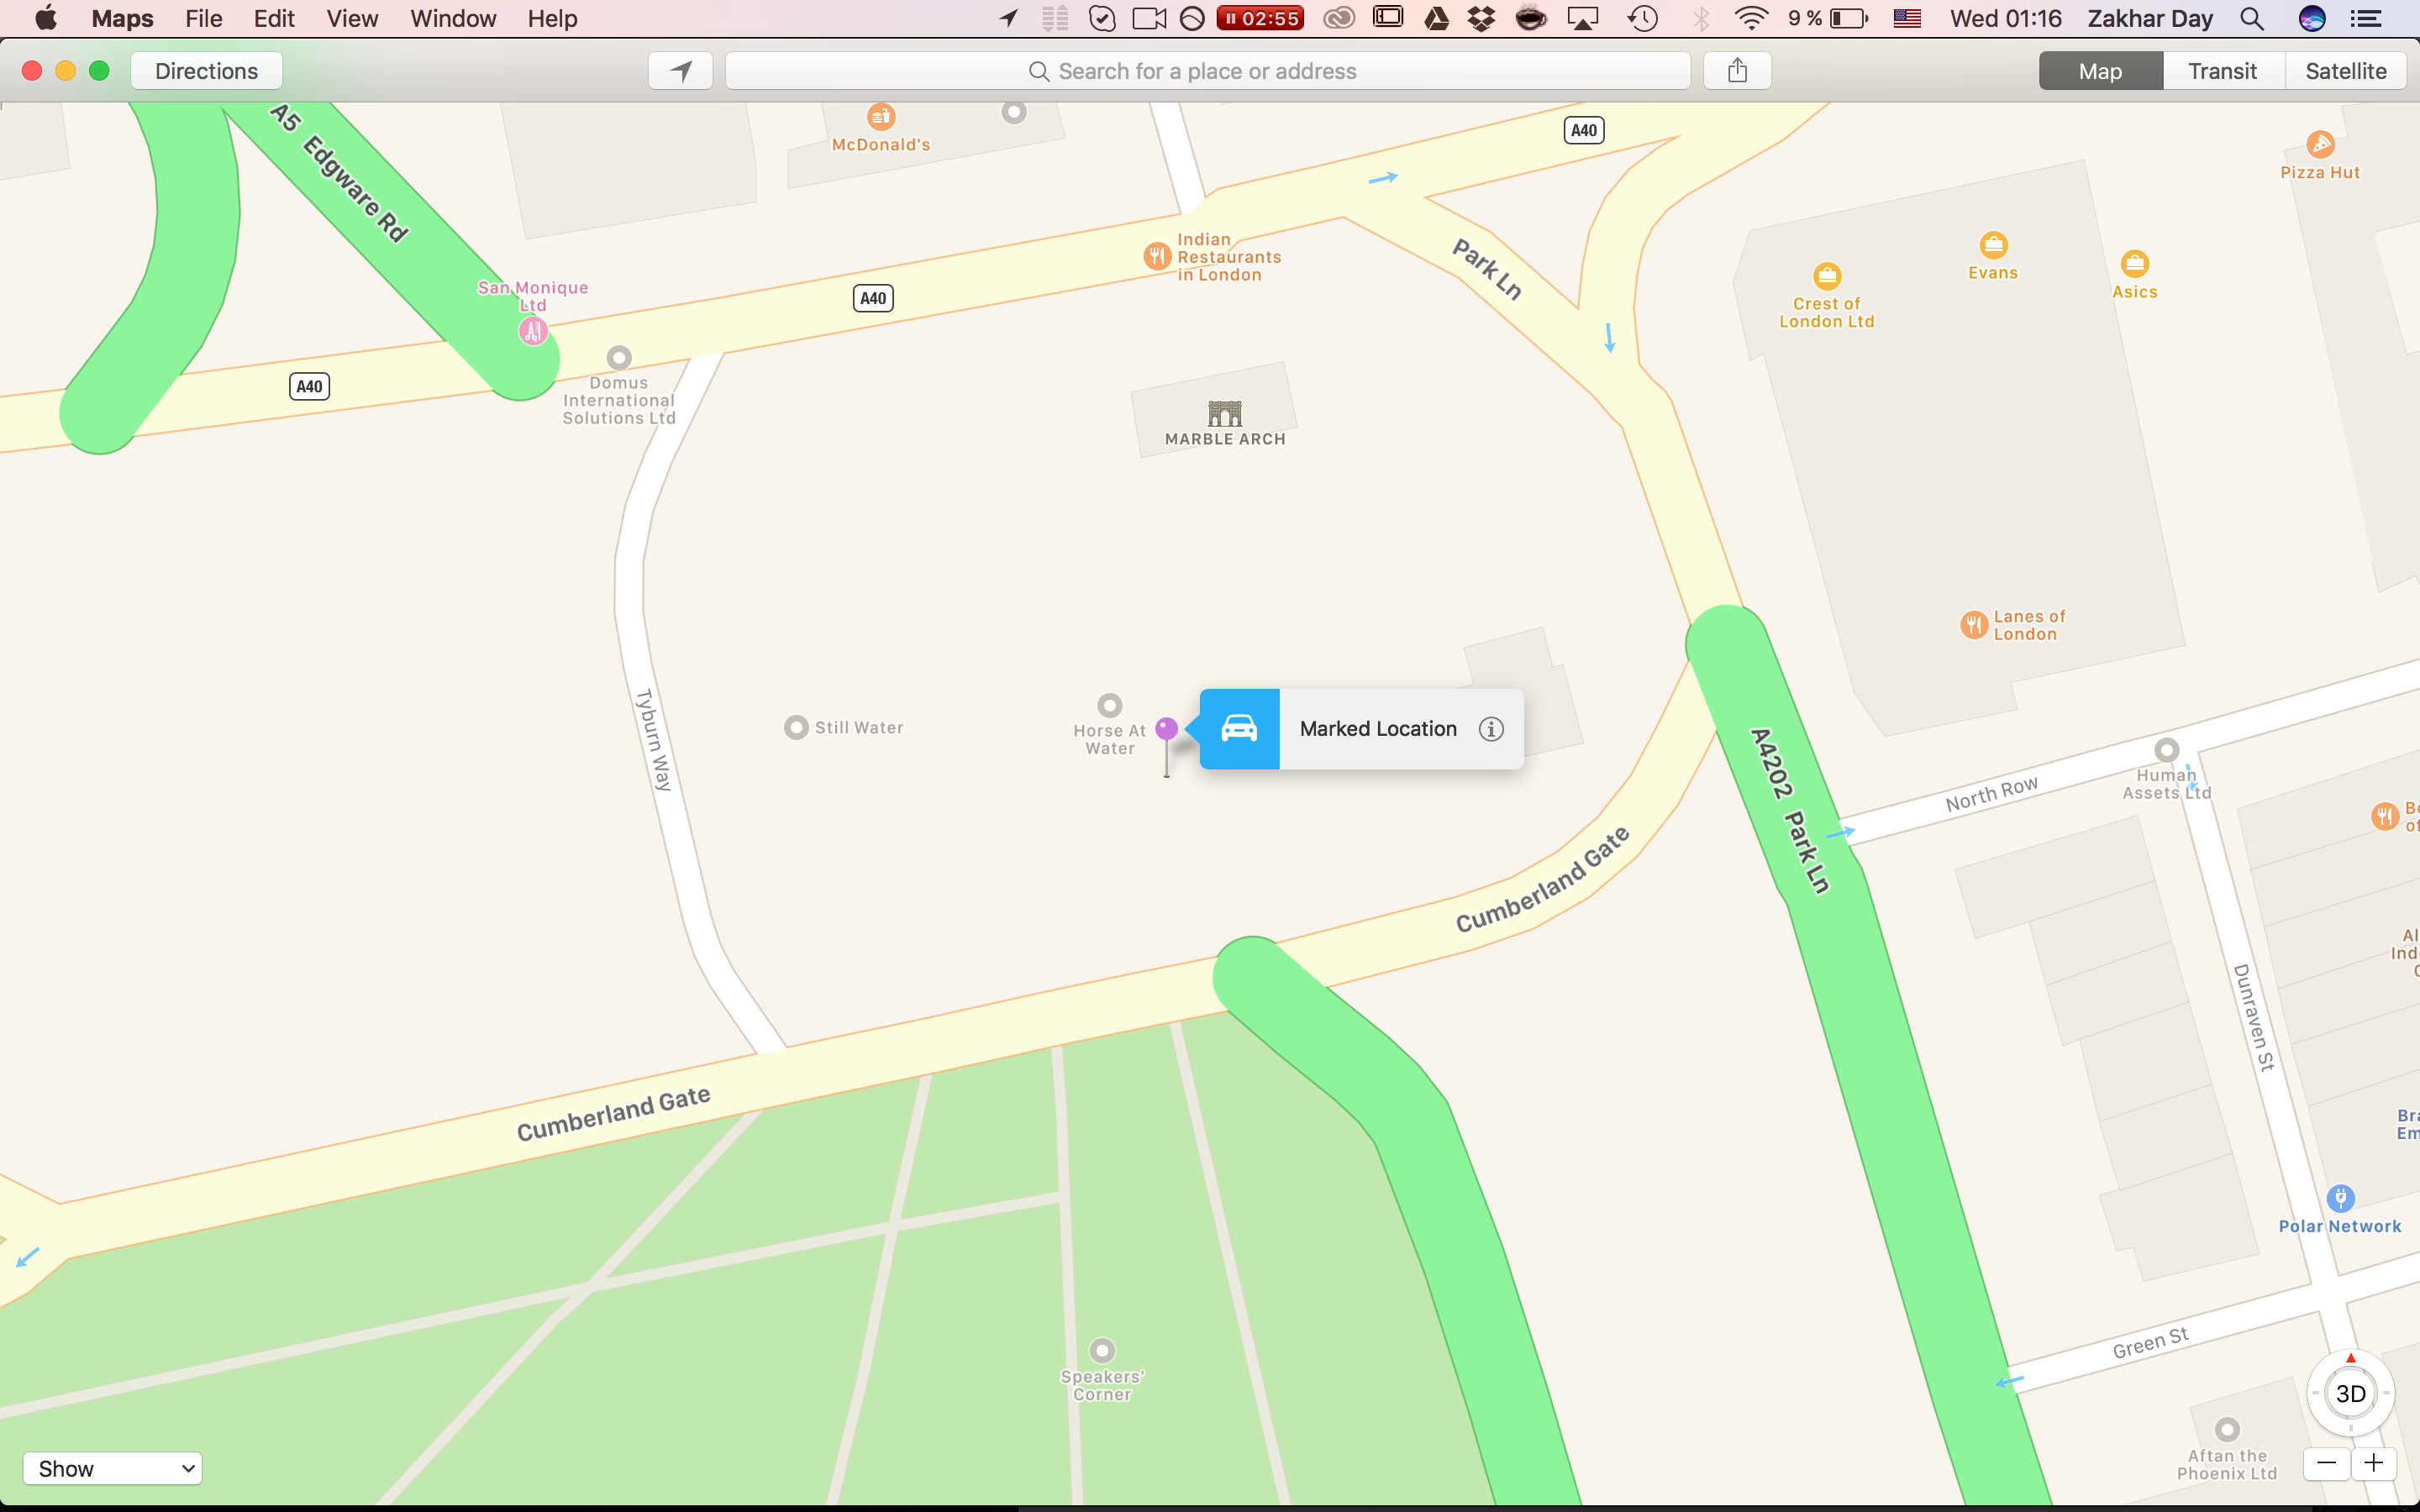 Maps File Edit View Window Help
02:55
9 %
Wed 01:16 Zakhar Day
Directions
Search for a place or address
Map Transit Satellite
A5 Edgware Rd
McDonald's
A40
Pizza Hut
Indian
Restaurants
in London
Park Ln
Evans
Asics
Crest of
London Ltd
San Monique
Ltd
A40
A40
Domus
International
Solutions Ltd
MARBLE ARCH
Lanes of
London
Tyburn Way
Still Water
Horse At
Water
Marked Location
A4202 Park Ln
North Row
Human
Assets Ltd
Cumberland Gate
Dunraven St
Cumberland Gate
Polar Network
Green St
Speakers'
Corner
3D
Aftan the
Phoenix Ltd
Show